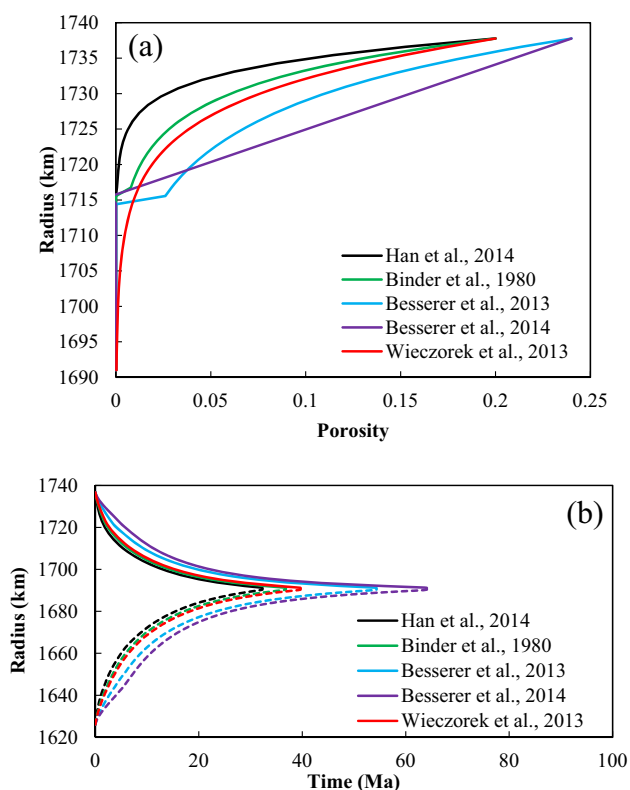 (a)
1740
1735
1730
1725
1720
1715
1710
1705
1700
1695
1690
Radius (km)
Han et al., 2014
Binder et al., 1980
Besserer et al., 2013
Besserer et al., 2014
Wieczorek et al., 2013
0 0.05 0.1 0.15 0.2 0.25
Porosity
(b)
1740
1720
1700
1680
1660
1640
1620
Radius (km)
Han et al., 2014
Binder et al., 1980
Besserer et al., 2013
Besserer et al., 2014
Wieczorek et al., 2013
0 20 40 60 80 100
Time (Ma)